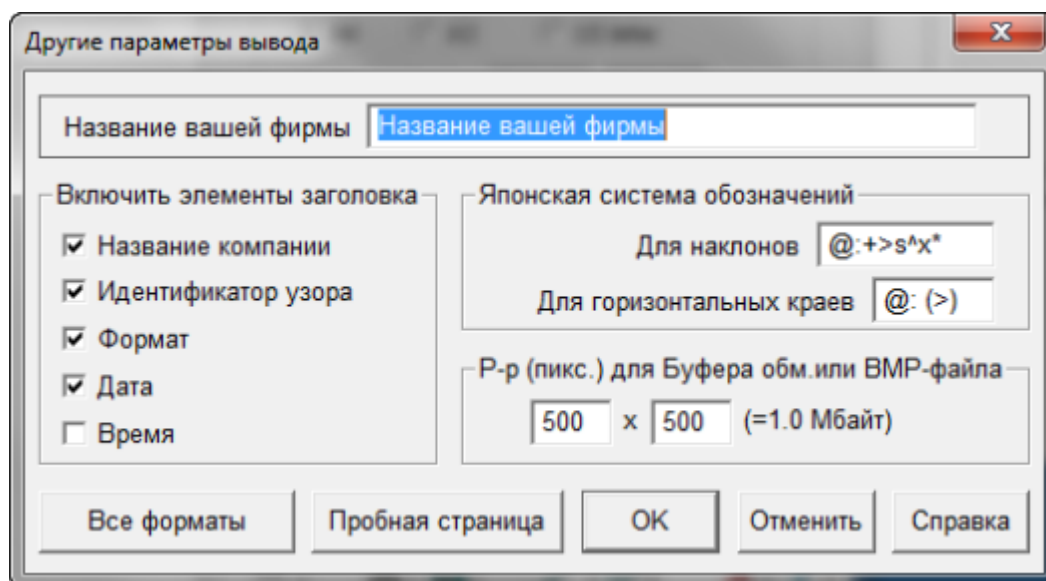 Другие параметры вывода
Название вашей фирмы Название вашей фирмы
Включить элементы заголовка
Название компании
Идентификатор узора
Формат
Дата
Время
Японская система обозначений
Для наклонов @:+>s^x*
Для горизонтальных краев @: (>)
Р-р (пикс.) для Буфера обм.или BMP-файла
500 x 500 (=1.0 Мбайт)
Все форматы Пробная страница OK Отменить Справка